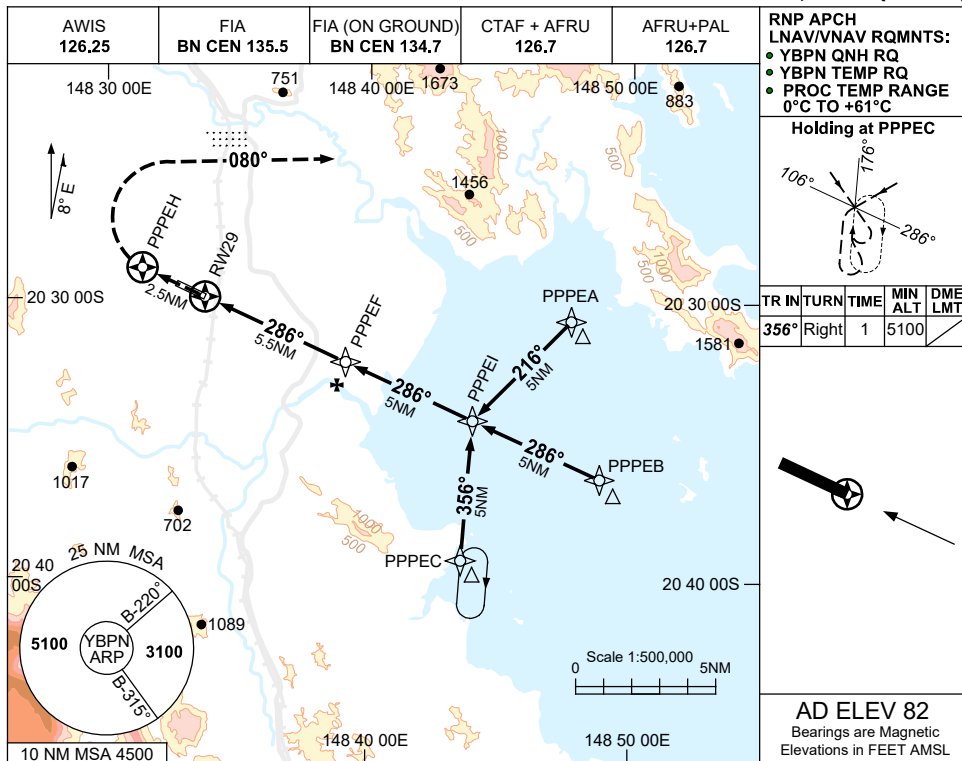 AWIS
126.25
FIA
BN CEN 135.5
FIA (ON GROUND)
BN CEN 134.7
CTAF + AFRU
126.7
AFRU+PAL
126.7
RNP APCH
LNAV/VNAV RQMNTS:
YBPN QNH RQ
YBPN TEMP RQ
PROC TEMP RANGE
0°C TO +61°C
Holding at PPPEC
176°
106°
286°
TR IN TURN TIME MIN ALT DME LMT
356° Right 1 5100
148 30 00E
751
148 40 00E
1673
148 50 00E
883
1000
500
500
1456
500
1000
500
8° E
080°
PPPEH
RW29
2.5NM
20 30 00S
286°
5.5NM
PPPEF
PPPEA
20 30 00S
1581
216°
5NM
PPPEI
286°
5NM
286°
5NM
PPPEB
356°
5NM
1017
702
1000
500
PPPEC
20 40 00S
20 40 00S
25 NM MSA
B-220°
5100
YBPN
ARP
3100
B-315°
1089
Scale 1:500,000
0
5NM
148 40 00E
148 50 00E
10 NM MSA 4500
AD ELEV 82
Bearings are Magnetic
Elevations in FEET AMSL